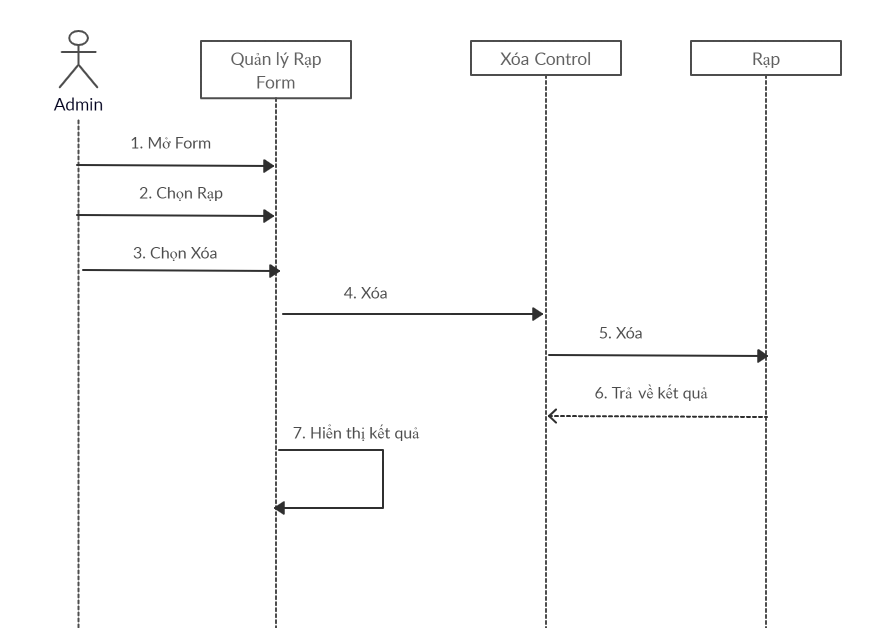 Quản lý Rạp
Form
Xóa Control
Rạp
Admin
1. Mở Form
2. Chọn Rạp
3. Chọn Xóa
4. Xóa
5. Xóa
6. Trả về kết quả
7. Hiển thị kết quả